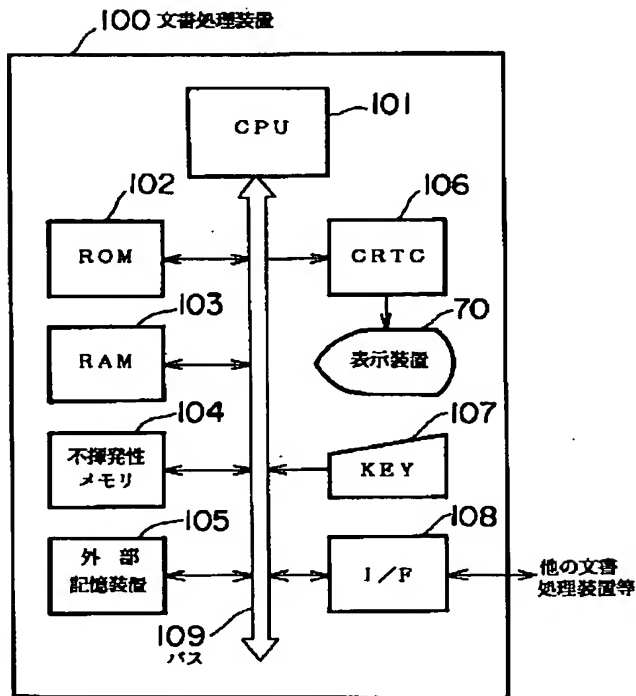 100 文書処理装置
101
CPU
102
106
ROM
CRTC
103
70
RAM
表示装置
104
107
不揮発性
メモリ
KEY
105
108
外部
記憶装置
I/F
他の文書
処理装置等
109
バス